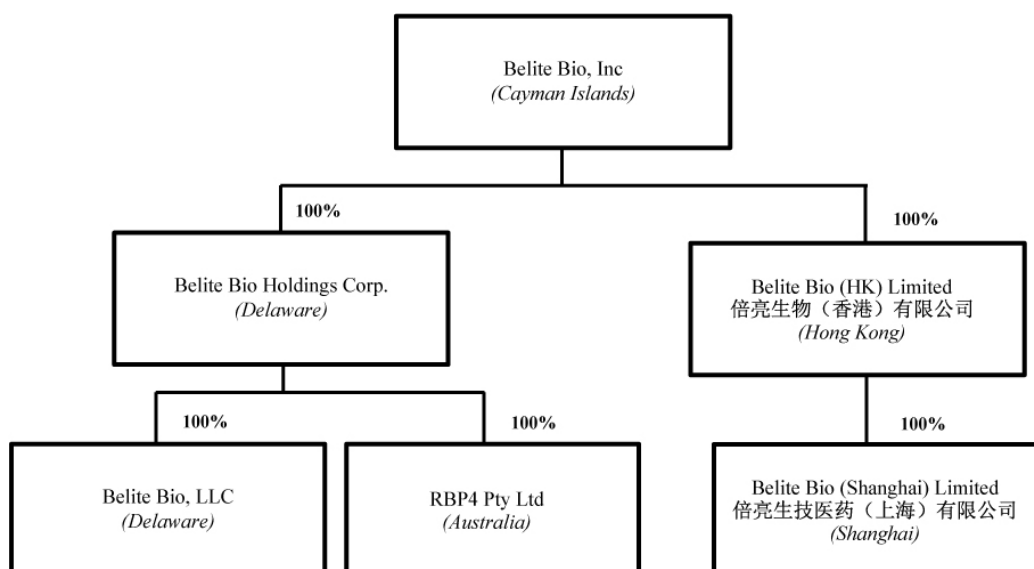 Belite Bio, Inc
(Cayman Islands)
100%
100%
Belite Bio Holdings Corp.
(Delaware)
Belite Bio (HK) Limited
倍亮生物（香港）有限公司
(Hong Kong)
100%
100%
100%
Belite Bio, LLC
(Delaware)
RBP4 Pty Ltd
(Australia)
Belite Bio (Shanghai) Limited
倍亮生技医药（上海）有限公司
(Shanghai)